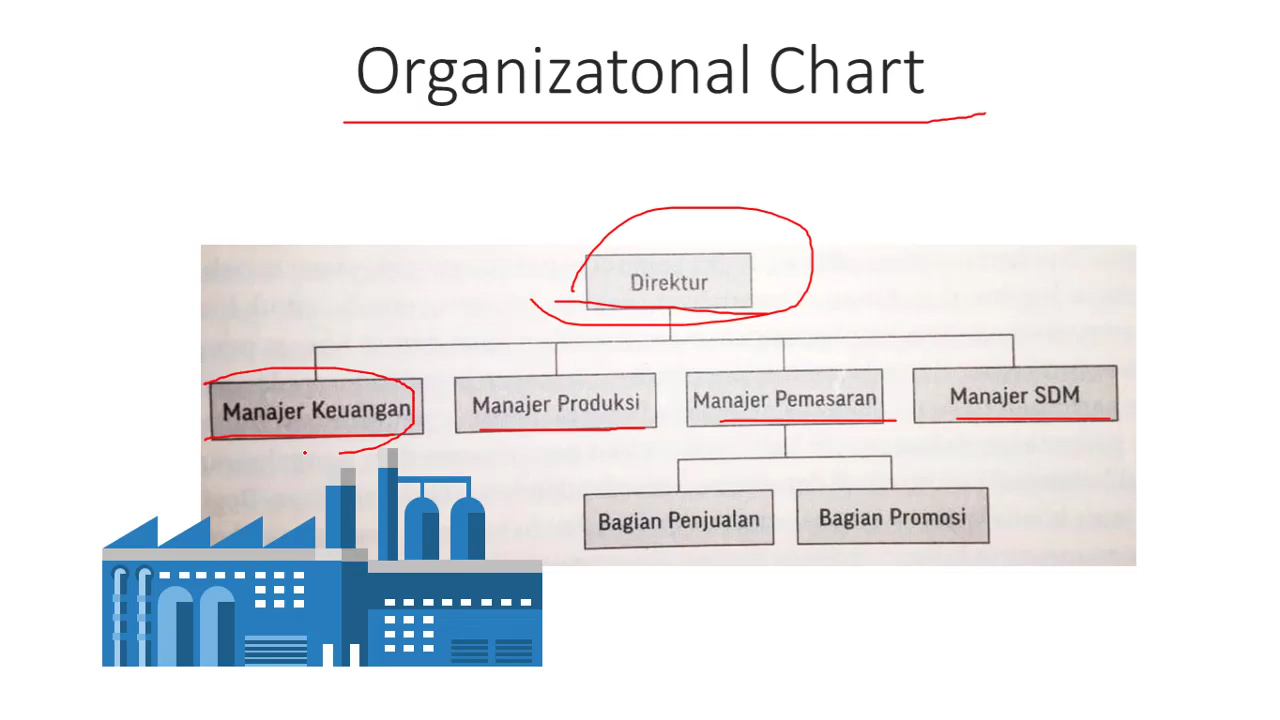 Organizatonal Chart
Direktur
Manajer Keuangan
Manajer Produksi
Manajer Pemasaran
Manajer SDM
Bagian Penjualan
Bagian Promosi